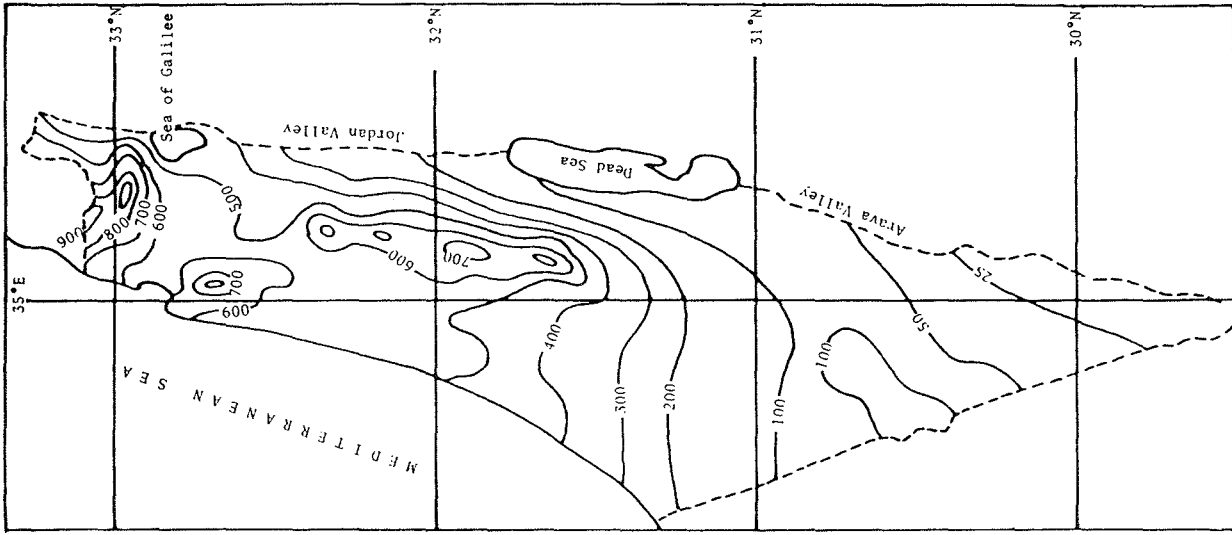 33°N
32°N
31°N
30°N
35°E
Sea of Galilee
Jordan Valley
Dead Sea
Arava Valley
MEDITERRANEAN SEA
900
800
700
600
500
700
600
600
700
400
300
200
100
100
50
25